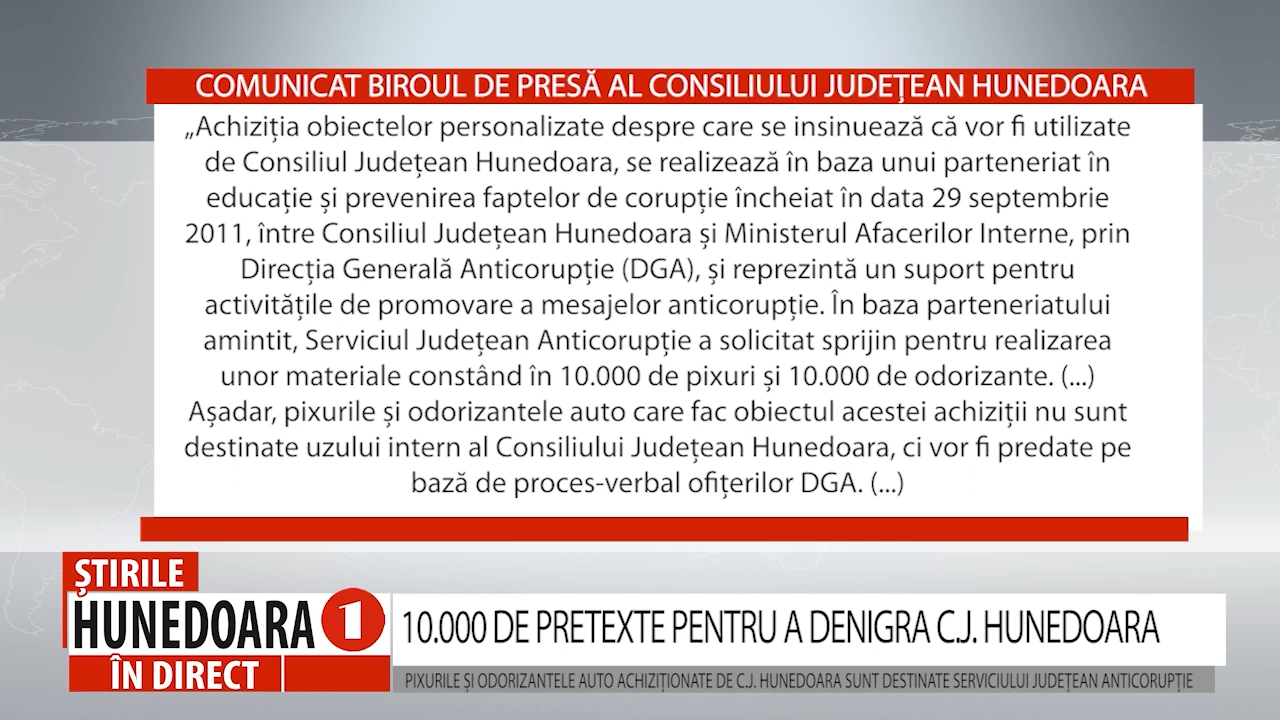 COMUNICAT BIROUL DE PRESĂ AL CONSILIULUI JUDEŢEAN HUNEDOARA
„Achiziția obiectelor personalizate despre care se insinuează că vor fi utilizate
de Consiliul Județean Hunedoara, se realizează în baza unui parteneriat în
educație și prevenirea faptelor de corupție încheiat în data 29 septembrie
2011, între Consiliul Județean Hunedoara și Ministerul Afacerilor Interne, prin
Direcția Generală Anticorupție (DGA), și reprezintă un suport pentru
activitățile de promovare a mesajelor anticorupție. În baza parteneriatului
amintit, Serviciul Județean Anticorupție a solicitat sprijin pentru realizarea
unor materiale constând în 10.000 de pixuri și 10.000 de odorizante. (...)
Așadar, pixurile și odorizantele auto care fac obiectul acestei achiziții nu sunt
destinate uzului intern al Consiliului Județean Hunedoara, ci vor fi predate pe
bază de proces-verbal ofițerilor DGA. (...)
ȘTIRILE
HUNEDOARA 1
ÎN DIRECT
10.000 DE PRETEXTE PENTRU A DENIGRA C.J. HUNEDOARA
PIXURILE ȘI ODORIZANTELE AUTO ACHIZIȚIONATE DE C.J. HUNEDOARA SUNT DESTINATE SERVICIULUI JUDEȚEAN ANTICORUPȚIE